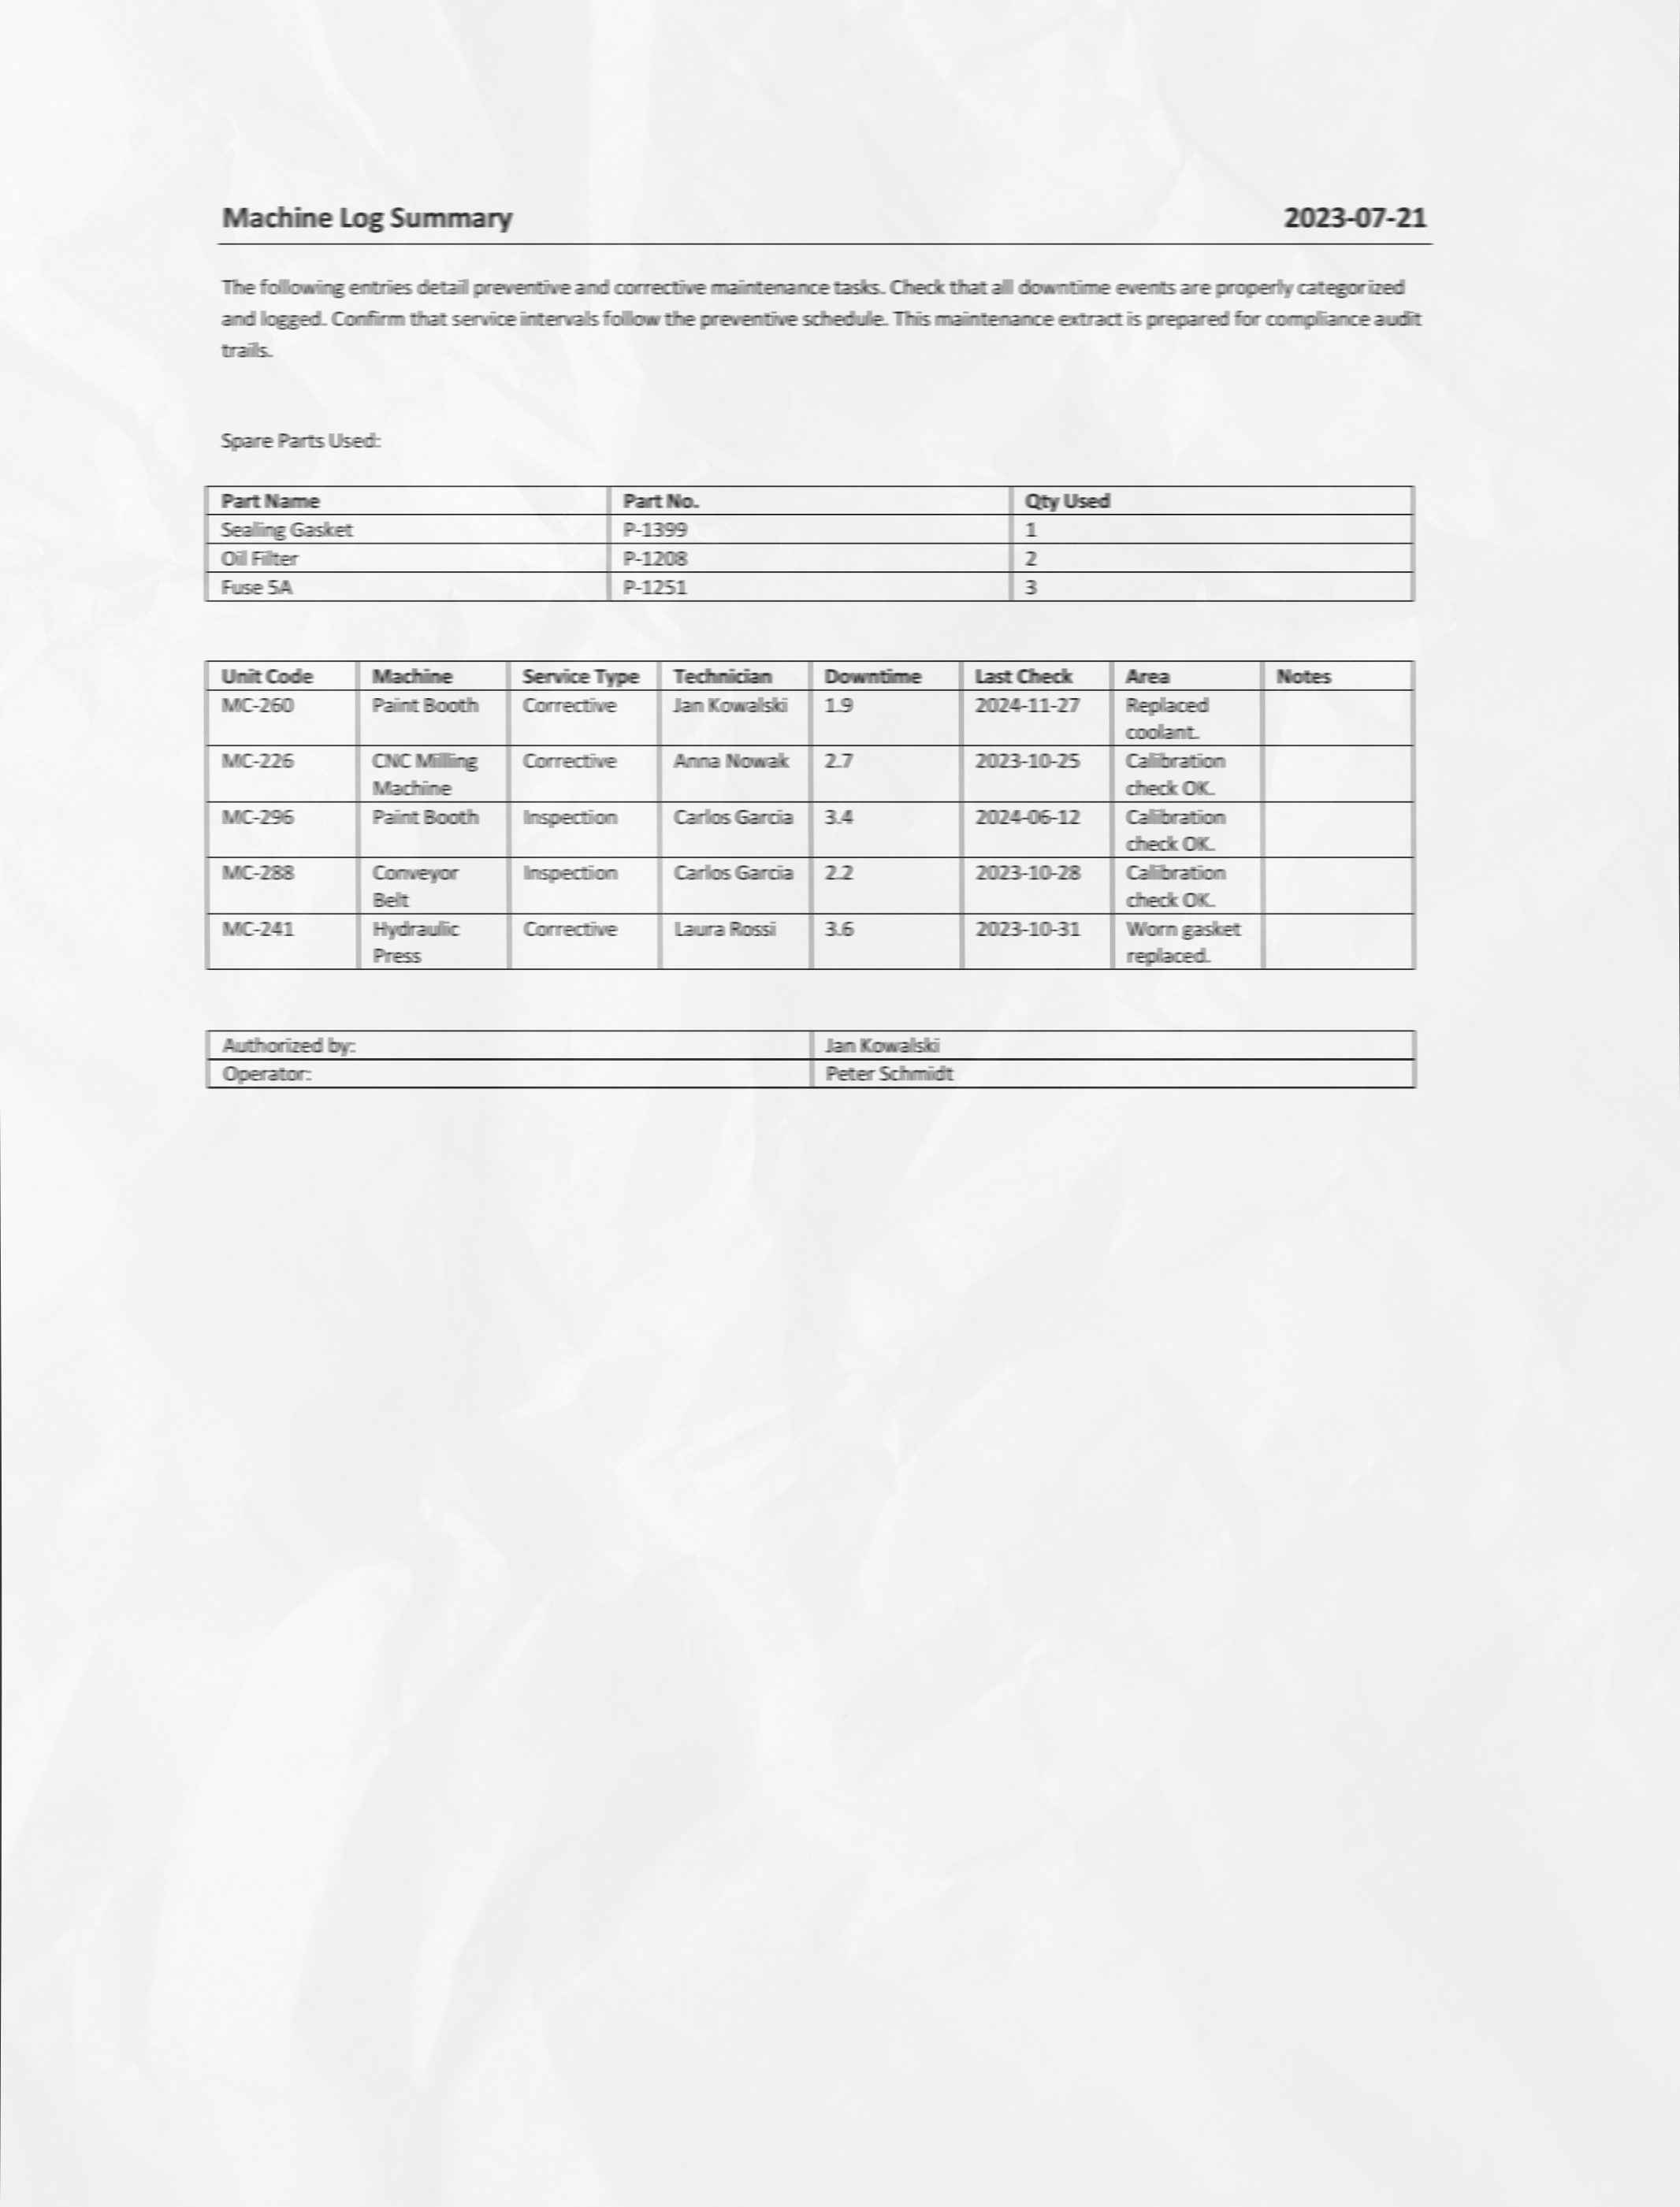 Machine Log Summary 2023-07-21
The following entries detail preventive and corrective maintenance tasks. Check that all downtime events are properly categorized
and logged. Confirm that service intervals follow the preventive schedule. This maintenance extract is prepared for compliance audit
trails.
Spare Parts Used:
Part Name Part No. Qty Used
Sealing Gasket P-1399 1
Oil Filter P-1208 2
Fuse 5A P-1251 3
Unit Code Machine Service Type Technician Downtime Last Check Area Notes
MC-260 Paint Booth Corrective Jan Kowalski 1.9 2024-11-27 Replaced
coolant.
MC-226 CNC Milling Corrective Anna Nowak 2.7 2023-10-25 Calibration
Machine check OK.
MC-296 Paint Booth Inspection Carlos Garcia 3.4 2024-06-12 Calibration
check OK.
MC-288 Conveyor Inspection Carlos Garcia 2.2 2023-10-28 Calibration
Belt check OK.
MC-241 Hydraulic Corrective Laura Rossi 3.6 2023-10-31 Worn gasket
Press replaced.
Authorized by: Jan Kowalski
Operator: Peter Schmidt